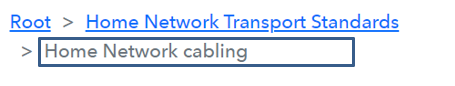 Root > Home Network Transport Standards
> Home Network cabling